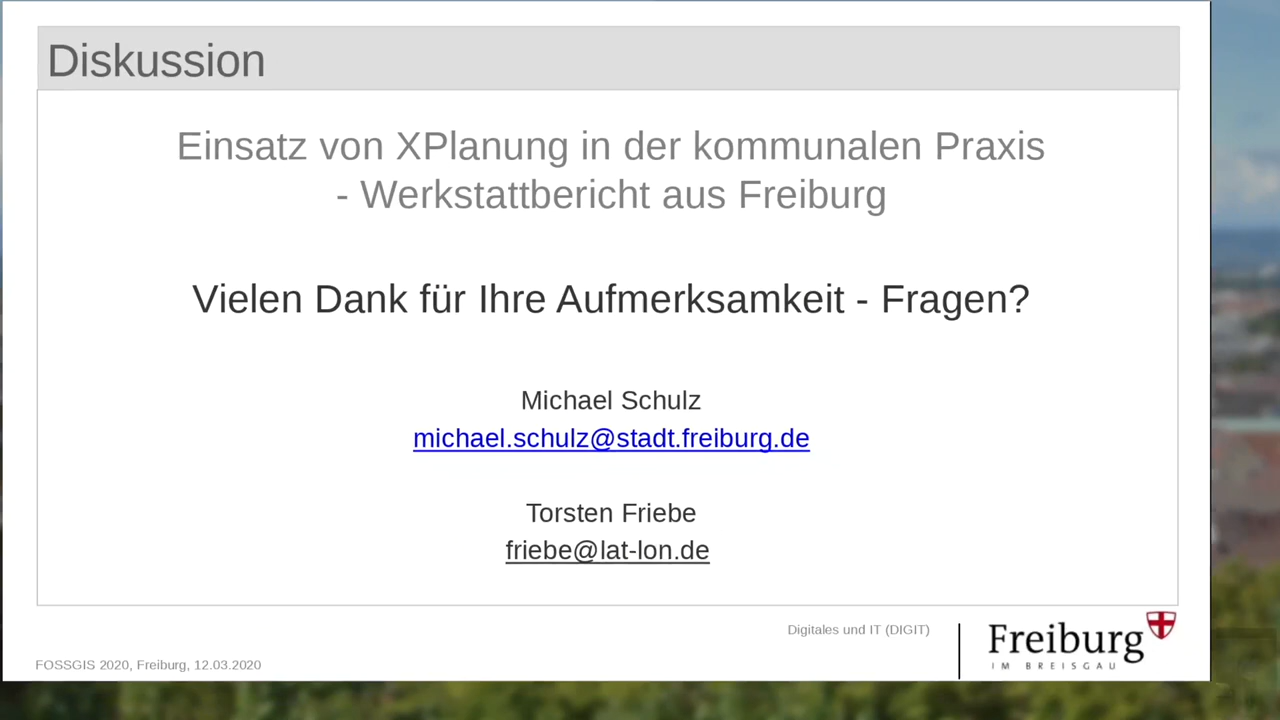 Diskussion
Einsatz von XPlanung in der kommunalen Praxis
- Werkstattbericht aus Freiburg
Vielen Dank für Ihre Aufmerksamkeit - Fragen?
Michael Schulz
michael.schulz@stadt.freiburg.de
Torsten Friebe
friebe@lat-lon.de
Digitales und IT (DIGIT)
Freiburg
IM BREISGAU
FOSSGIS 2020, Freiburg, 12.03.2020